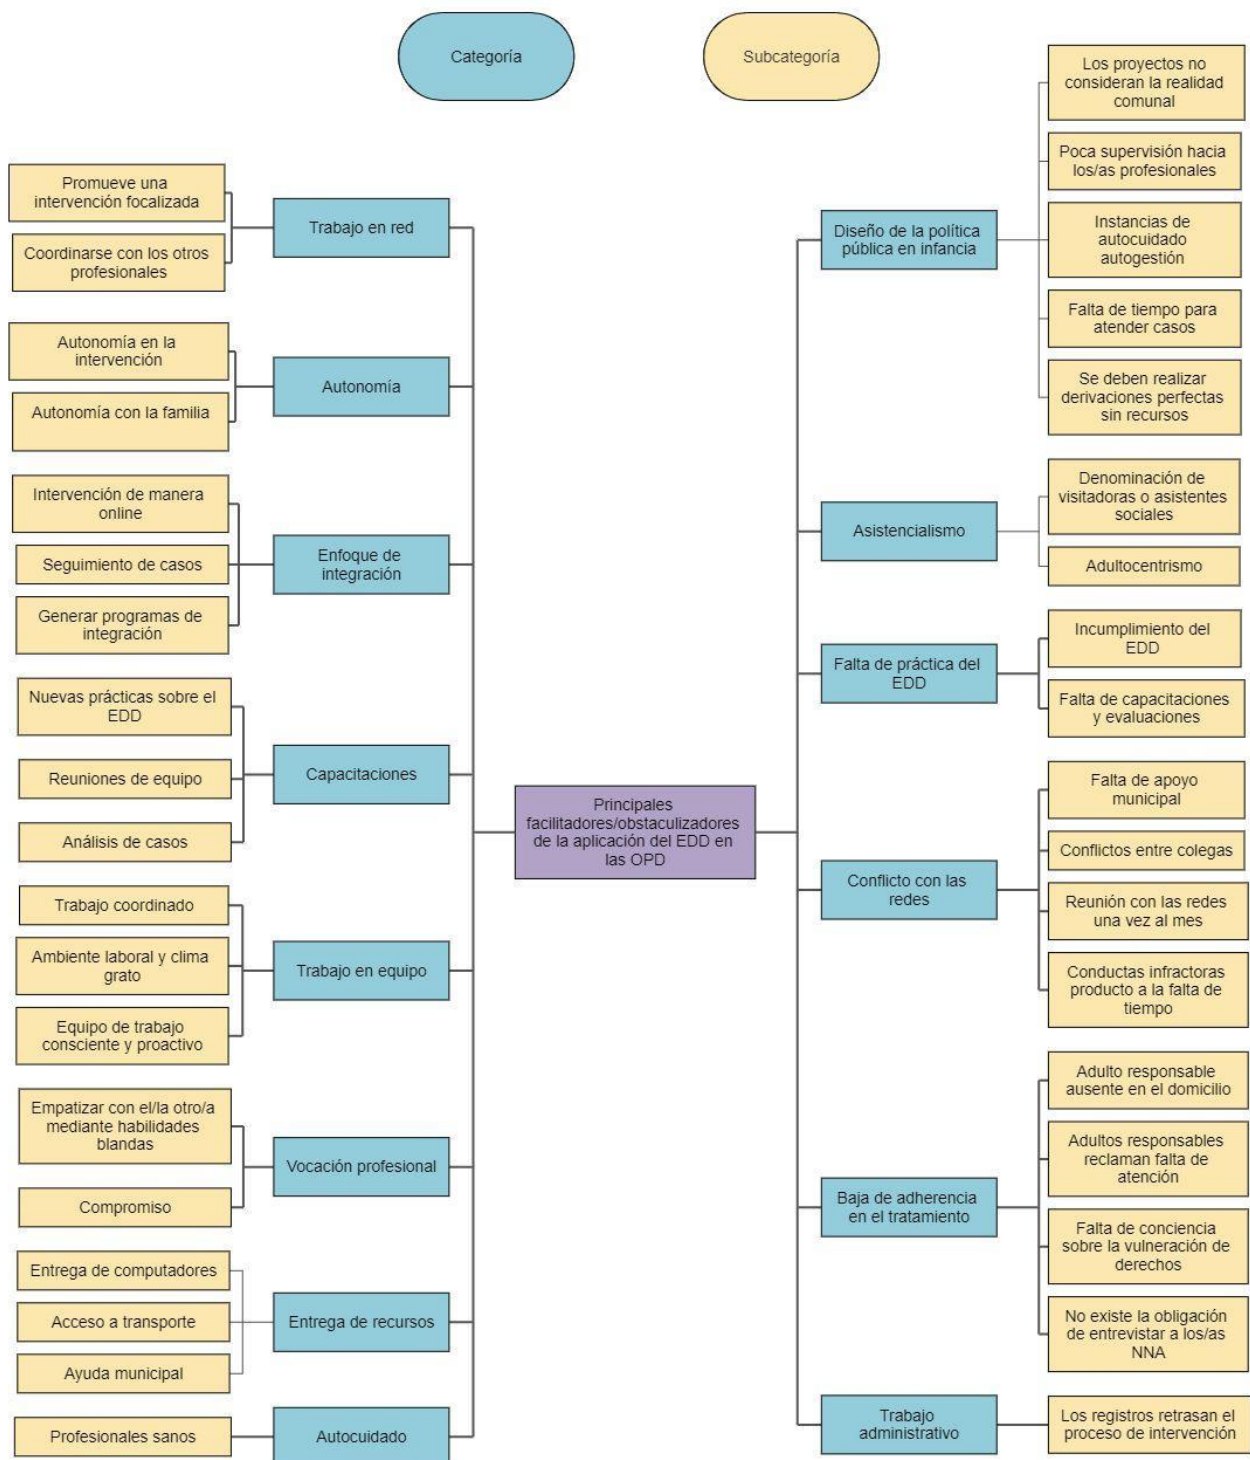 Categoría
Subcategoría
Promueve una
intervención focalizada
Coordinarse con los otros
profesionales
Trabajo en red
Autonomía en la
intervención
Autonomía con la familia
Autonomía
Intervención de manera
online
Seguimiento de casos
Generar programas de
integración
Enfoque de
integración
Nuevas prácticas sobre el
EDD
Reuniones de equipo
Análisis de casos
Capacitaciones
Trabajo coordinado
Ambiente laboral y clima
grato
Equipo de trabajo
consciente y proactivo
Trabajo en equipo
Empatizar con el/la otro/a
mediante habilidades
blandas
Compromiso
Vocación profesional
Entrega de computadores
Acceso a transporte
Ayuda municipal
Entrega de recursos
Profesionales sanos
Autocuidado
Principales
facilitadores/obstaculizadores
de la aplicación del EDD en
las OPD
Diseño de la política
pública en infancia
Los proyectos no
consideran la realidad
comunal
Poca supervisión hacia
los/as profesionales
Instancias de
autocuidado
autogestión
Falta de tiempo para
atender casos
Se deben realizar
derivaciones perfectas
sin recursos
Asistencialismo
Denominación de
visitadoras o asistentes
sociales
Adultocentrismo
Falta de práctica del
EDD
Incumplimiento del
EDD
Falta de capacitaciones
y evaluaciones
Conflicto con las
redes
Falta de apoyo
municipal
Conflictos entre colegas
Reunión con las redes
una vez al mes
Conductas infractoras
producto a la falta de
tiempo
Baja de adherencia
en el tratamiento
Adulto responsable
ausente en el domicilio
Adultos responsables
reclaman falta de
atención
Falta de conciencia
sobre la vulneración de
derechos
No existe la obligación
de entrevistar a los/as
NNA
Trabajo
administrativo
Los registros retrasan el
proceso de intervención